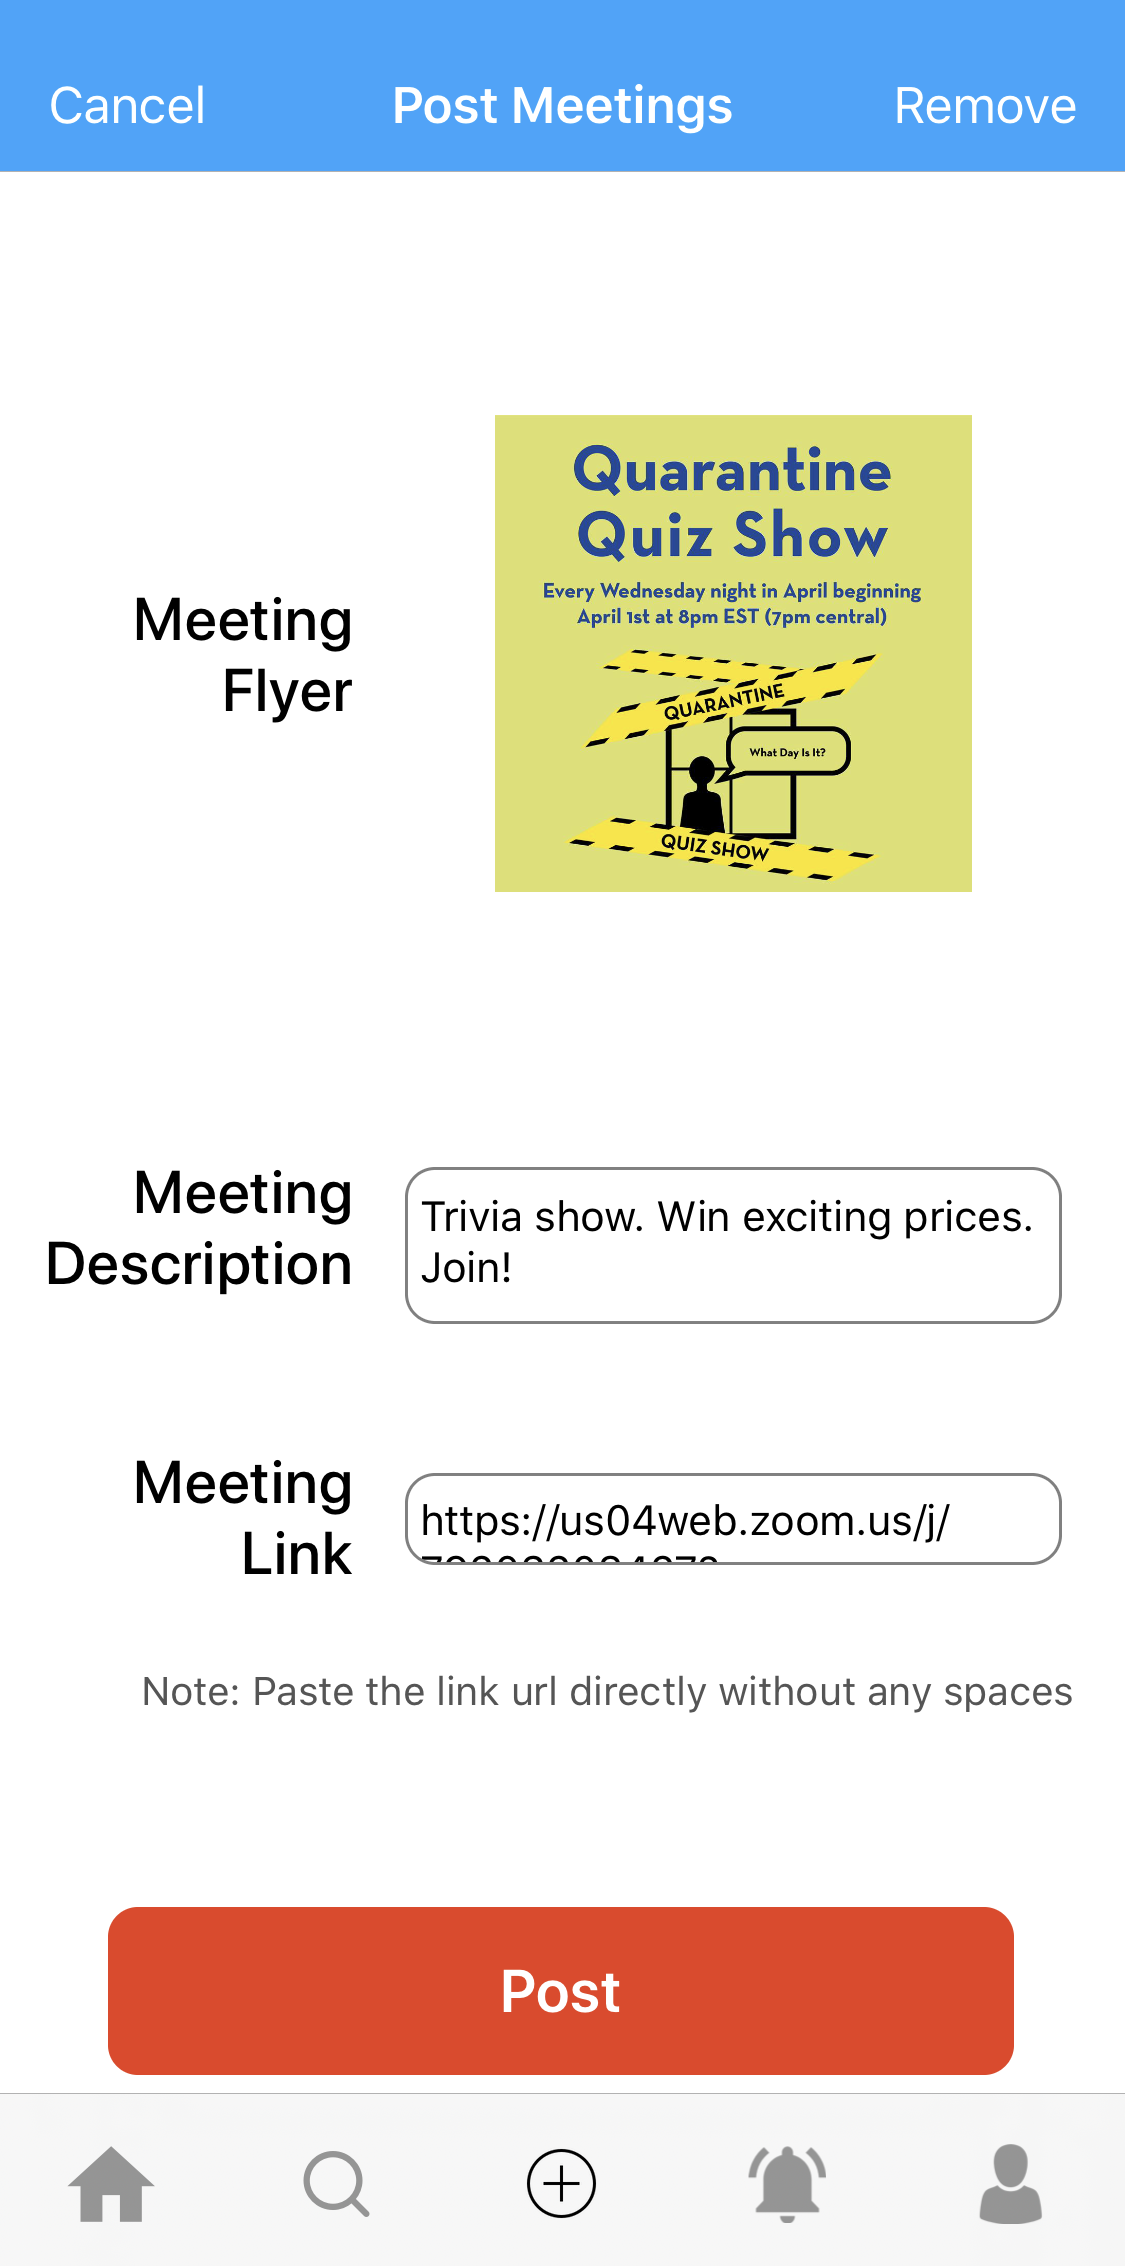 Cancel
Post Meetings
Remove
Quarantine
Quiz Show
Every Wednesday night in April beginning
April 1st at 8pm EST (7pm central)
QUARANTINE
What Day Is It?
QUIZ SHOW
Meeting
Flyer
Meeting
Description
Trivia show. Win exciting prices.
Join!
Meeting
Link
https://us04web.zoom.us/j/
Note: Paste the link url directly without any spaces
Post